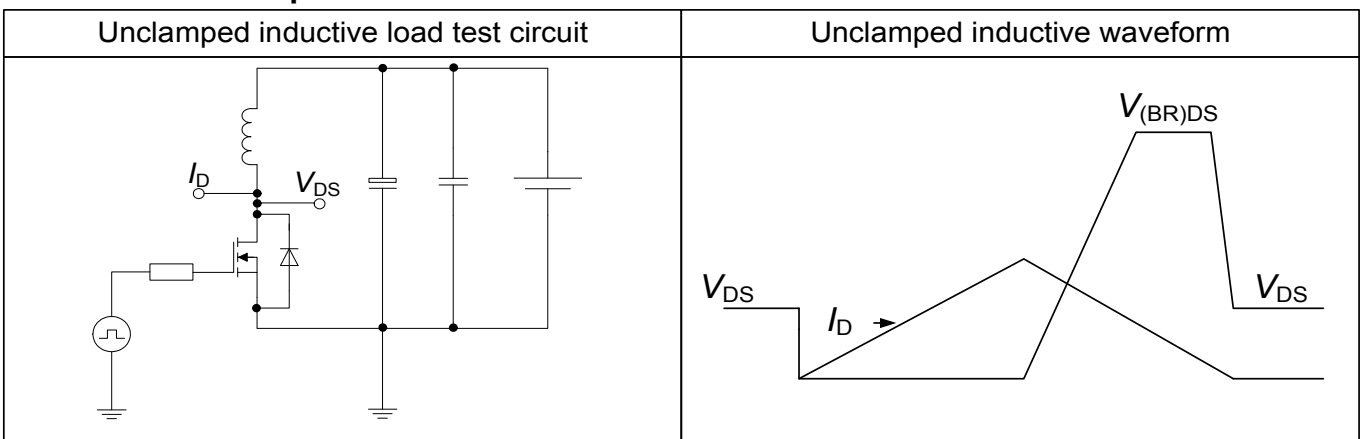 Unclamped inductive load test circuit
Unclamped inductive waveform
I_D
V_DS
V_(BR)DS
V_DS
I_D
V_DS